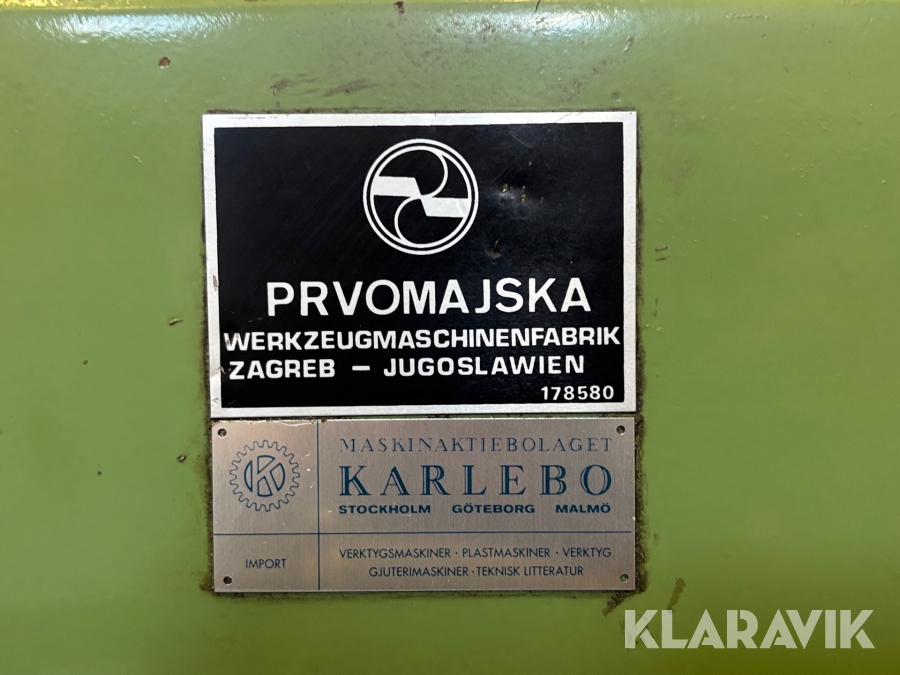 PRVOMAJSKA
WERKZEUGMASCHINENFABRIK
ZAGREB – JUGOSLAWIEN
178580
MASKINAKTIEBOLAGET
KARLEBO
STOCKHOLM GÖTEBORG MALMÖ
IMPORT
VERKTYGSMASKINER · PLASTMASKINER · VERKTYG
GJUTERIMASKINER · TEKNISK LITTERATUR
KLARAVIK